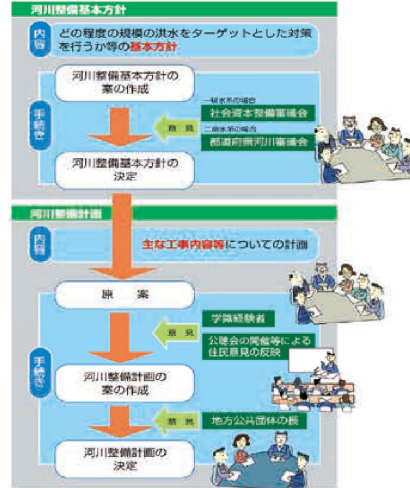 河川整備基本方針
内容
どの程度の規模の洪水をターゲットとした対策
を行うか等の基本方針
手続き
河川整備基本方針の
案の作成
一級水系の場合
意見
社会資本整備審議会
二級水系の場合
都道府県河川審議会
河川整備基本方針の
決定
河川整備計画
内容
主な工事内容等についての計画
手続き
原 案
学識経験者
意見
公聴会の開催等による
住民意見の反映
河川整備計画の
案の作成
意見
地方公共団体の長
河川整備計画の
決定